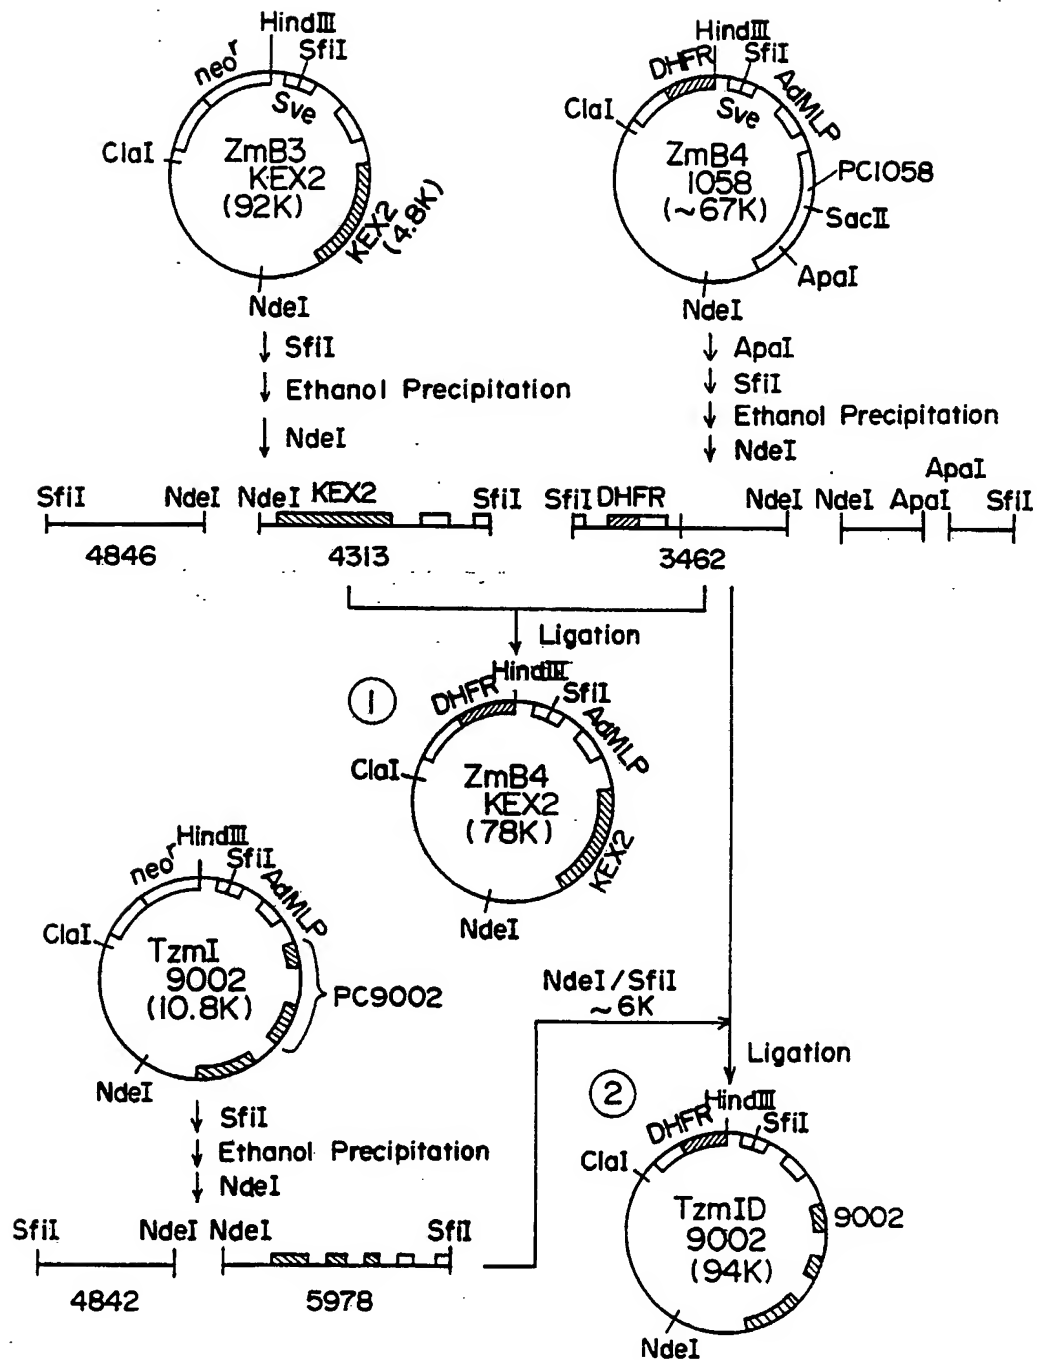 HindIII
SfiI
neo^r
Sve
ClaI
ZmB3
KEX2
(92K)
KEX2
(4.8K)
NdeI
SfiI
Ethanol Precipitation
NdeI
HindIII
SfiI
DHFR
AdMLP
Sve
ClaI
ZmB4
1058
(~67K)
PC1058
SacII
ApaI
NdeI
ApaI
SfiI
Ethanol Precipitation
NdeI
SfiI NdeI NdeI KEX2 SfiI SfiI DHFR NdeI NdeI ApaI ApaI SfiI
4846 4313 3462
Ligation
1
HindIII
SfiI
DHFR
AdMLP
ClaI
ZmB4
KEX2
(78K)
KEX2
NdeI
HindIII
neo^r
SfiI
AdMLP
ClaI
TzmI
9002
(10.8K)
PC9002
NdeI
SfiI
Ethanol Precipitation
NdeI
SfiI NdeI NdeI SfiI
4842 5978
NdeI/SfiI
~6K
Ligation
2
HindIII
DHFR
SfiI
ClaI
TzmID
9002
(94K)
9002
NdeI